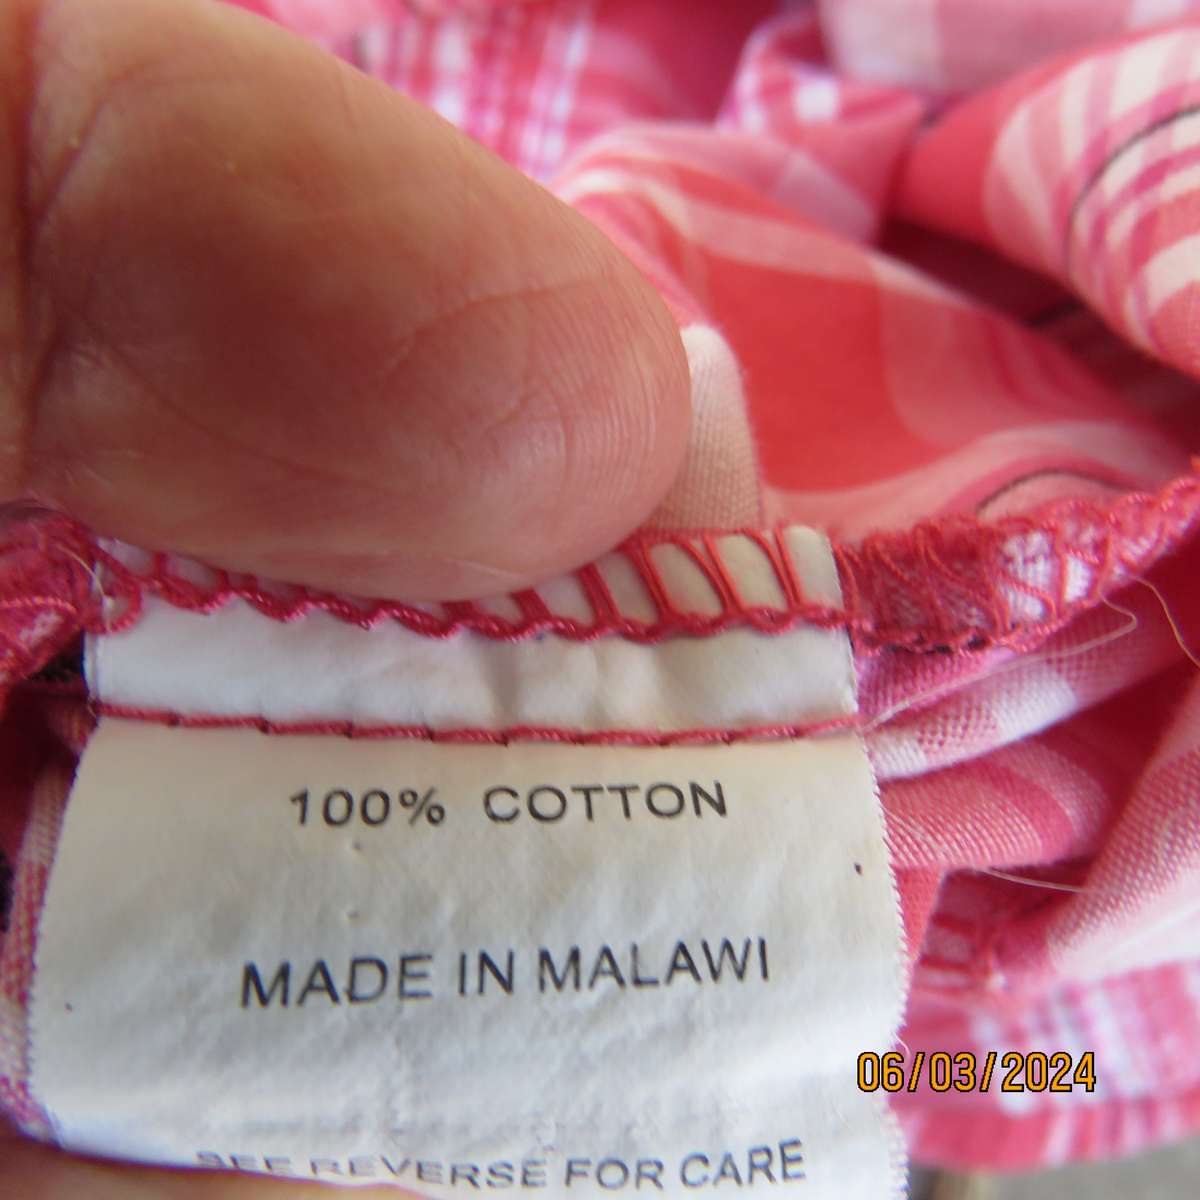 100% COTTON
MADE IN MALAWI
SEE REVERSE FOR CARE
06/03/2024